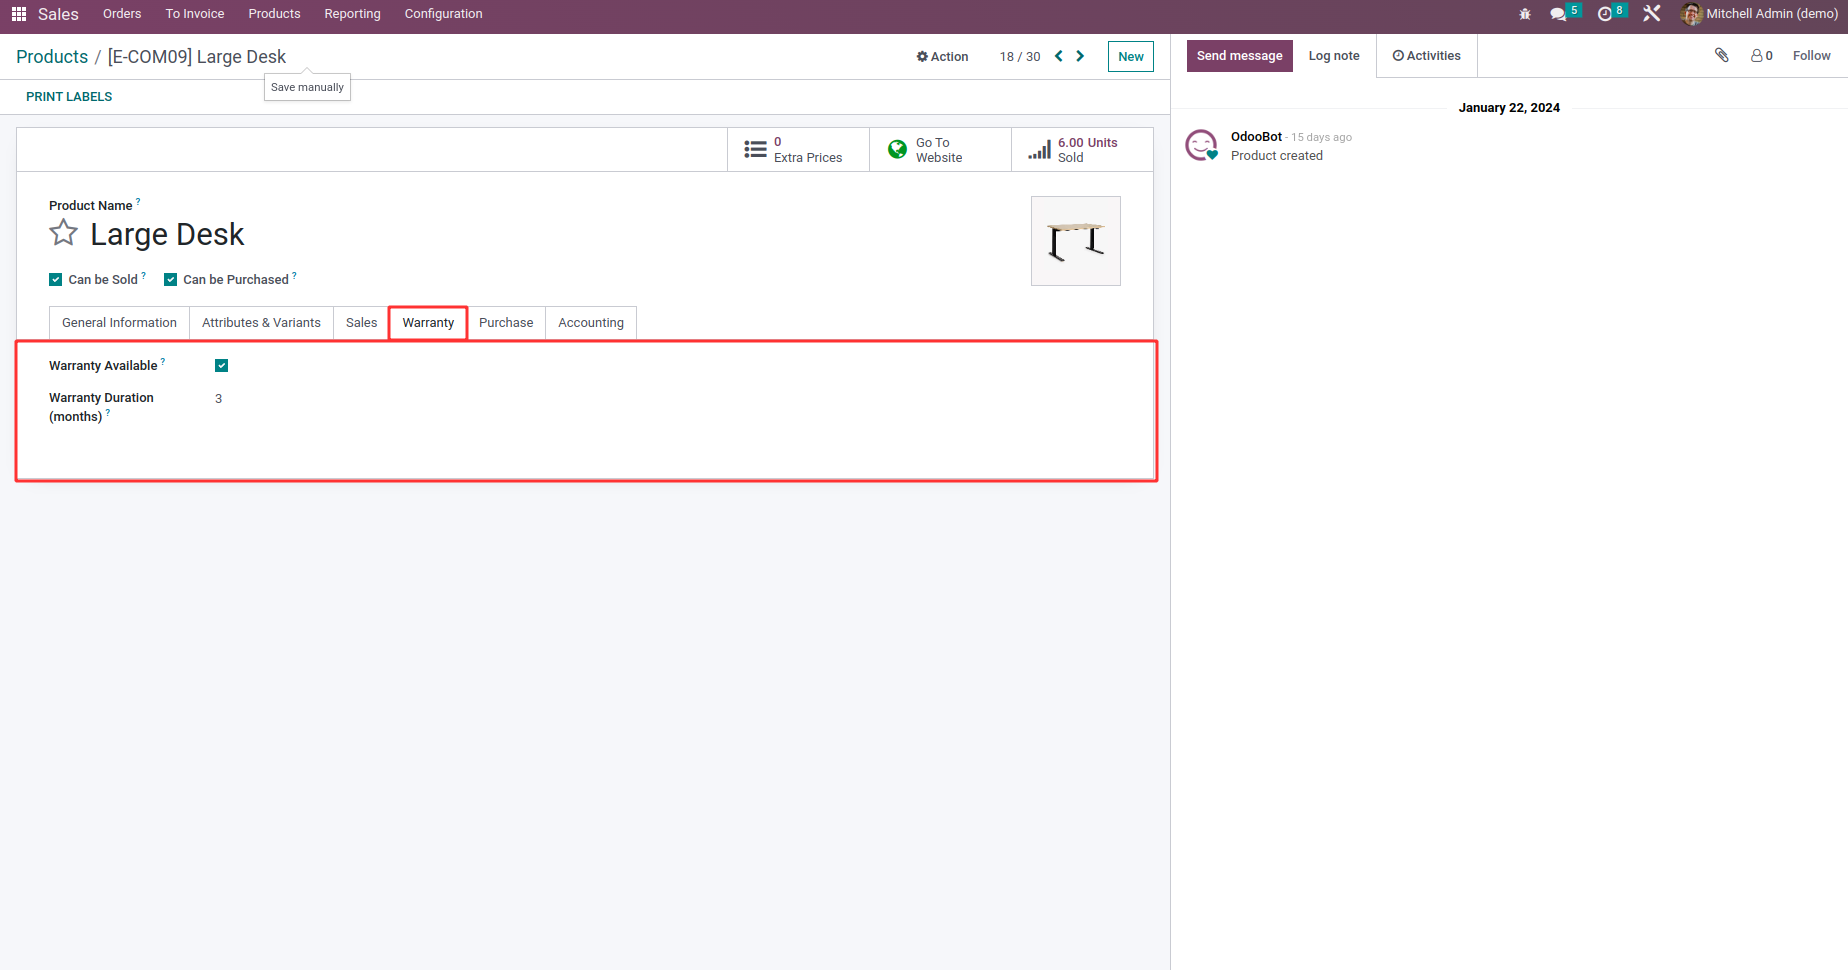 Sales Orders To Invoice Products Reporting Configuration 5 8 Mitchell Admin (demo)
Products / [E-COM09] Large Desk Action 18 / 30 New
Save manually
PRINT LABELS
0 Extra Prices
Go To Website
6.00 Units Sold
Product Name ?
Large Desk
Can be Sold ? Can be Purchased ?
General Information Attributes & Variants Sales Warranty Purchase Accounting
Warranty Available ?
Warranty Duration 3
(months) ?
Send message Log note Activities 0 Follow
January 22, 2024
OdooBot - 15 days ago
Product created